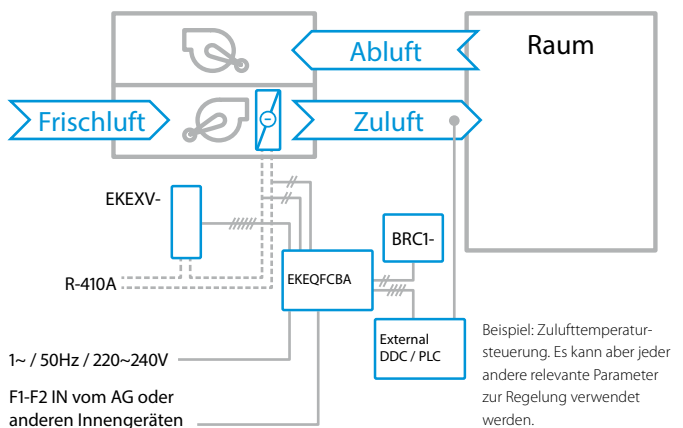 Abluft
Raum
Frischluft
Zuluft
EKEXV-
BRC1-
R-410A
EKEQFCBA
External
DDC / PLC
Beispiel: Zulufttemperatur-
steuerung. Es kann aber jeder
andere relevante Parameter
zur Regelung verwendet
werden.
1~ / 50Hz / 220~240V
F1-F2 IN vom AG oder
anderen Innengeräten